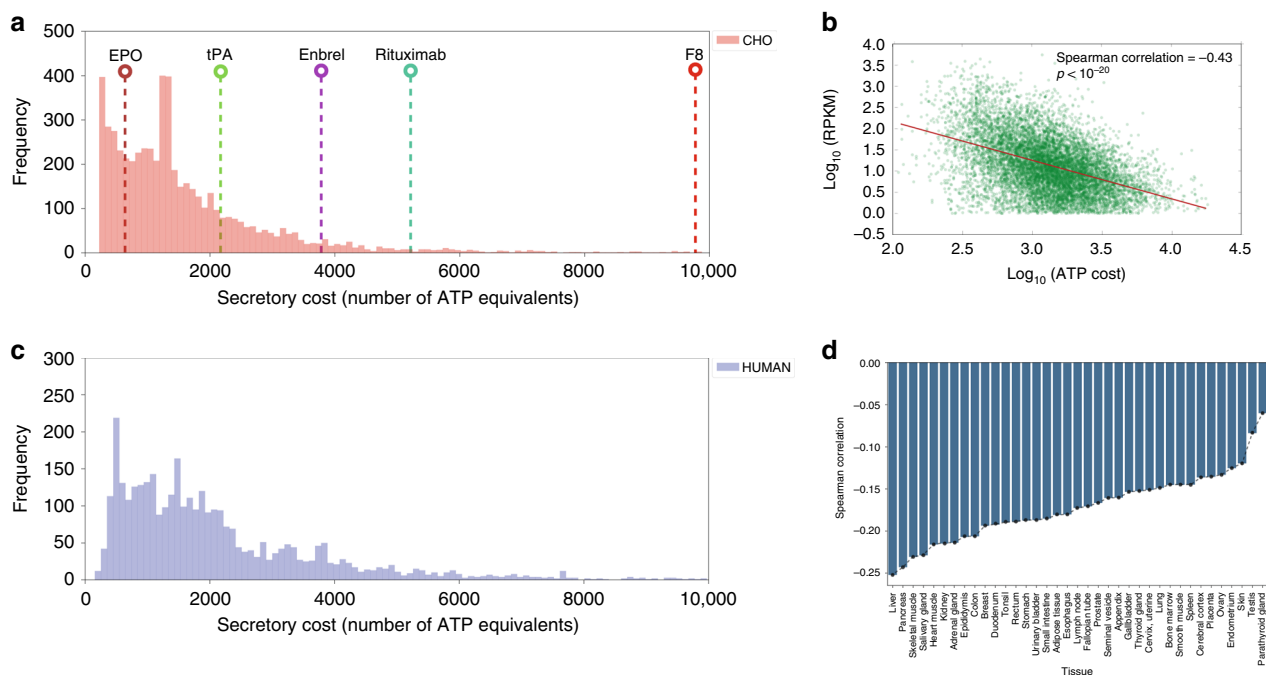 a
500
400
300
200
100
0
Frequency
EPO
tPA
Enbrel
Rituximab
F8
CHO
0
2000
4000
6000
8000
10,000
Secretory cost (number of ATP equivalents)
b
4.0
3.5
3.0
2.5
2.0
1.5
1.0
0.5
0.0
−0.5
Log10 (RPKM)
Spearman correlation = −0.43
p < 10−20
2.0
2.5
3.0
3.5
4.0
4.5
Log10 (ATP cost)
c
300
250
200
150
100
50
0
Frequency
HUMAN
0
2000
4000
6000
8000
10,000
Secretory cost (number of ATP equivalents)
d
0.00
−0.05
−0.10
−0.15
−0.20
−0.25
Spearman correlation
Liver
Pancreas
Skeletal muscle
Salivary gland
Heart muscle
Kidney
Adrenal gland
Epididymis
Colon
Breast
Duodenum
Tonsil
Rectum
Stomach
Urinary bladder
Small intestine
Adipose tissue
Esophagus
Lymph node
Fallopian tube
Prostate
Seminal veside
Appendix
Gallbladder
Thyroid gland
Cervix, uterine
Lung
Bone marrow
Smooth muscle
Spleen
Cerebral cortex
Placenta
Ovary
Endometrium
Skin
Testis
Parathyroid gland
Tissue